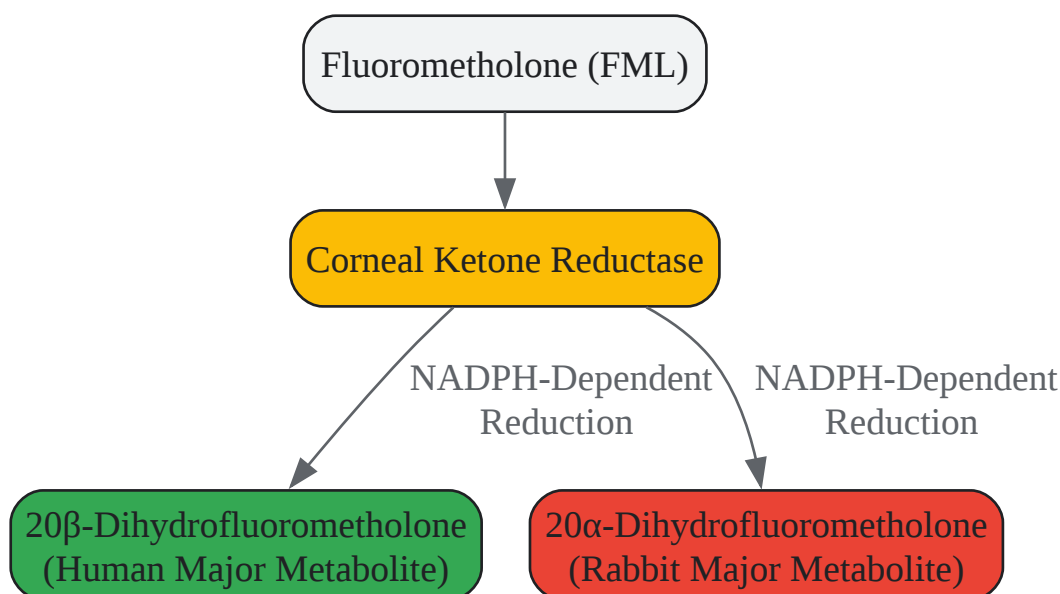 Fluorometholone (FML)
Corneal Ketone Reductase
NADPH-Dependent
Reduction
NADPH-Dependent
Reduction
20β-Dihydrofluorometholone
(Human Major Metabolite)
20α-Dihydrofluorometholone
(Rabbit Major Metabolite)